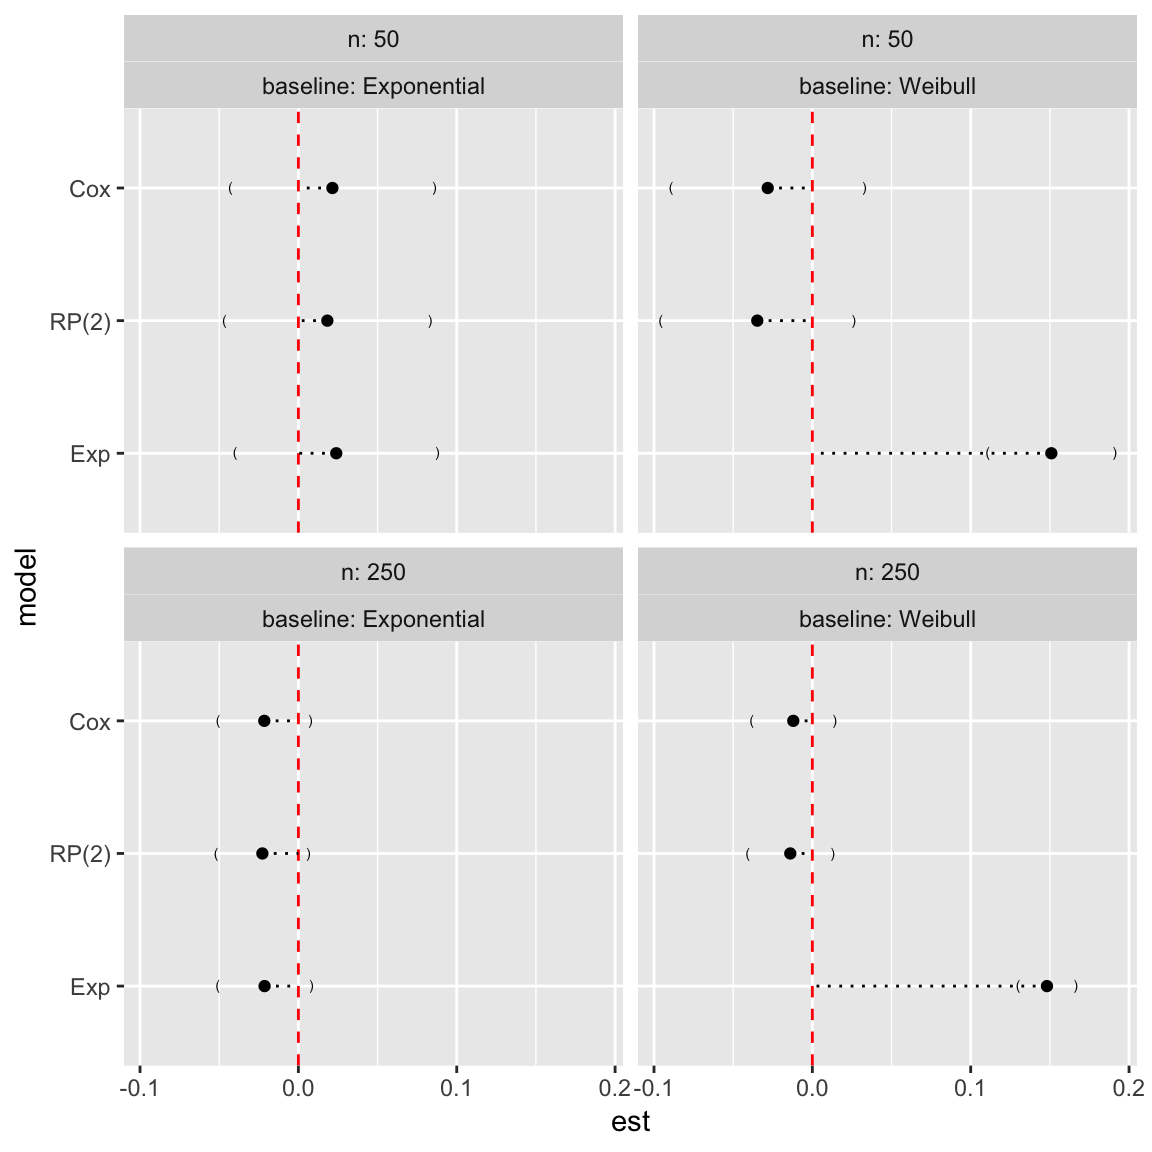 n: 50
baseline: Exponential
n: 50
baseline: Weibull
Cox
RP(2)
Exp
( )
( )
( )
( )
( )
( )
n: 250
baseline: Exponential
n: 250
baseline: Weibull
Cox
RP(2)
Exp
( )
( )
( )
( )
( )
( )
-0.1 0.0 0.1 0.2
-0.1 0.0 0.1 0.2
est
model